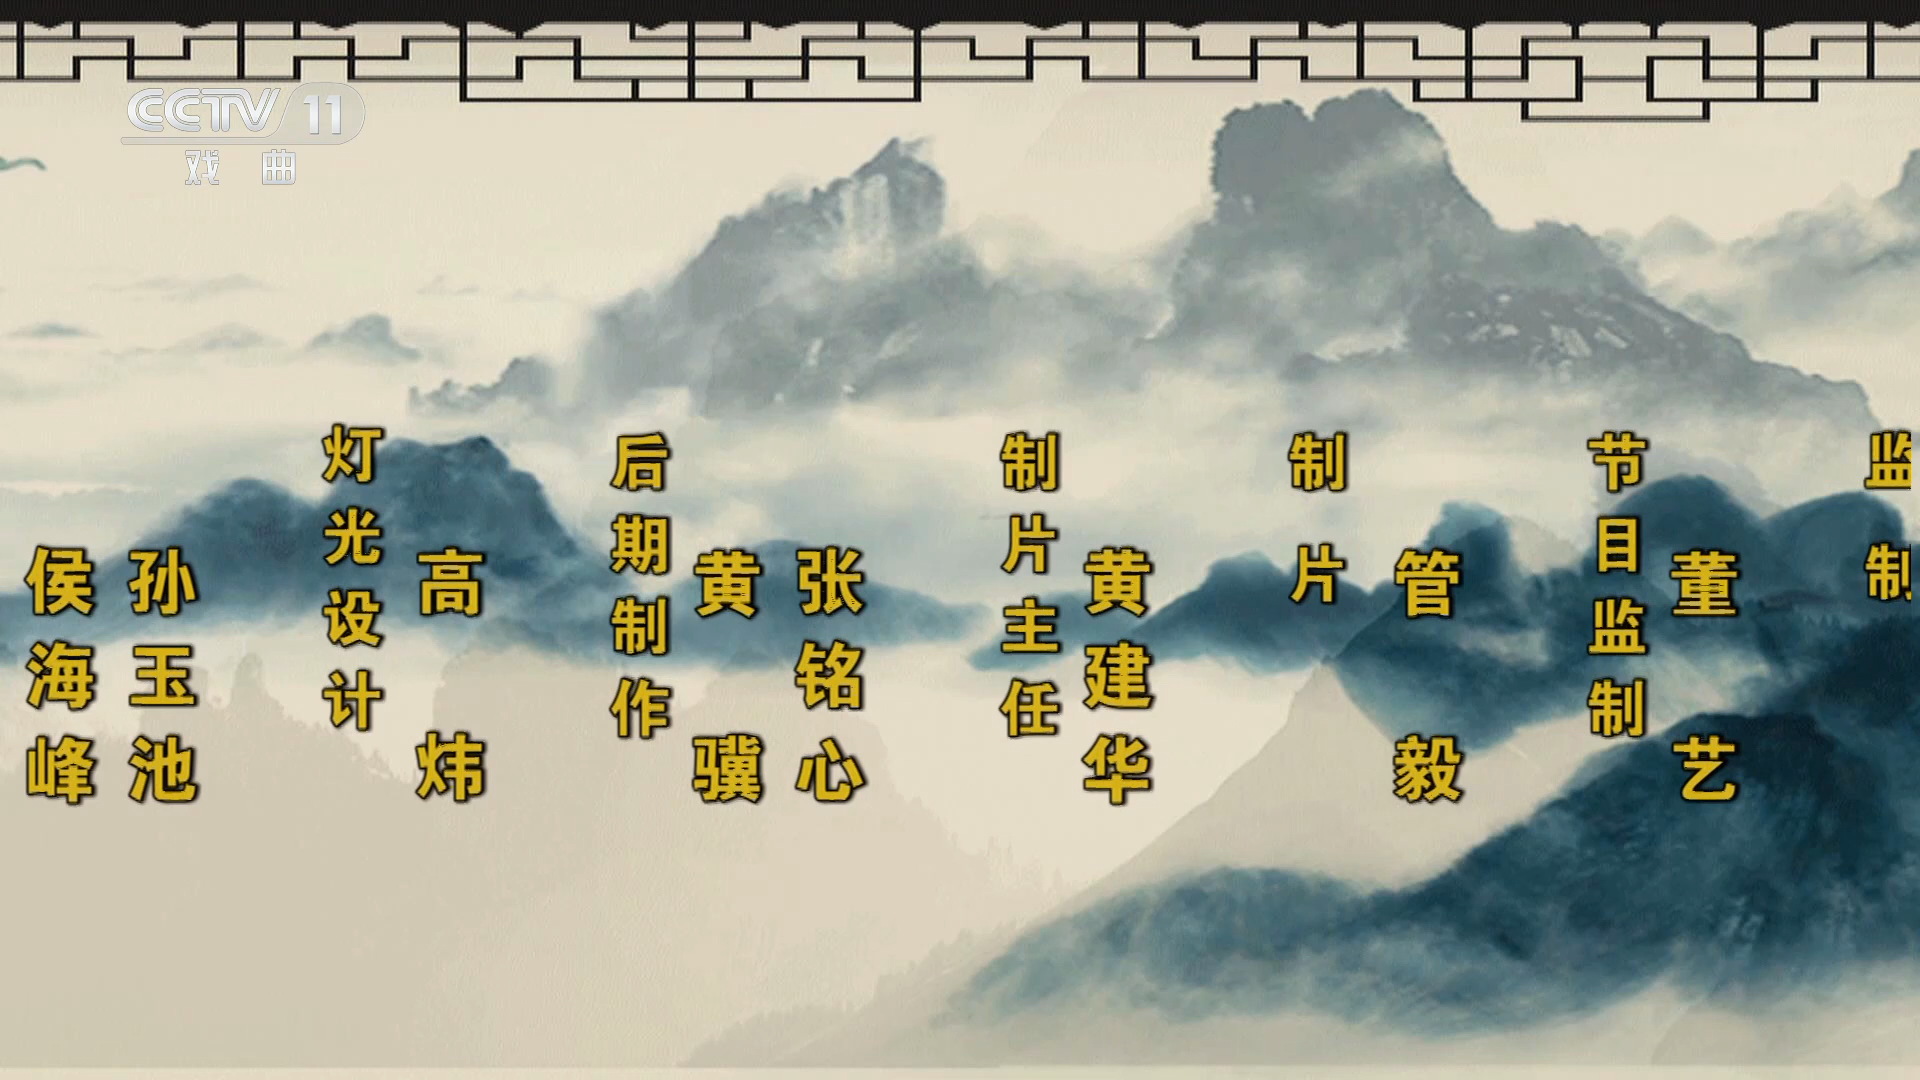 CCTV 11
戏曲
侯海峰
孙玉池
灯光设计
高炜
后期制作
黄骥
张铭心
制片主任
黄建华
制片
管毅
节目监制
董艺
监制